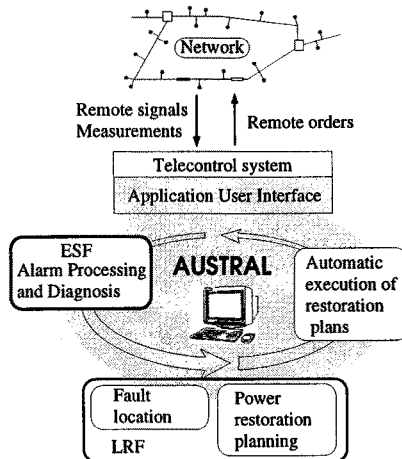 Network
Remote signals
Measurements
Remote orders
Telecontrol system
Application User Interface
ESF
Alarm Processing
and Diagnosis
AUSTRAL
Automatic
execution of
restoration
plans
Fault
location
LRF
Power
restoration
planning